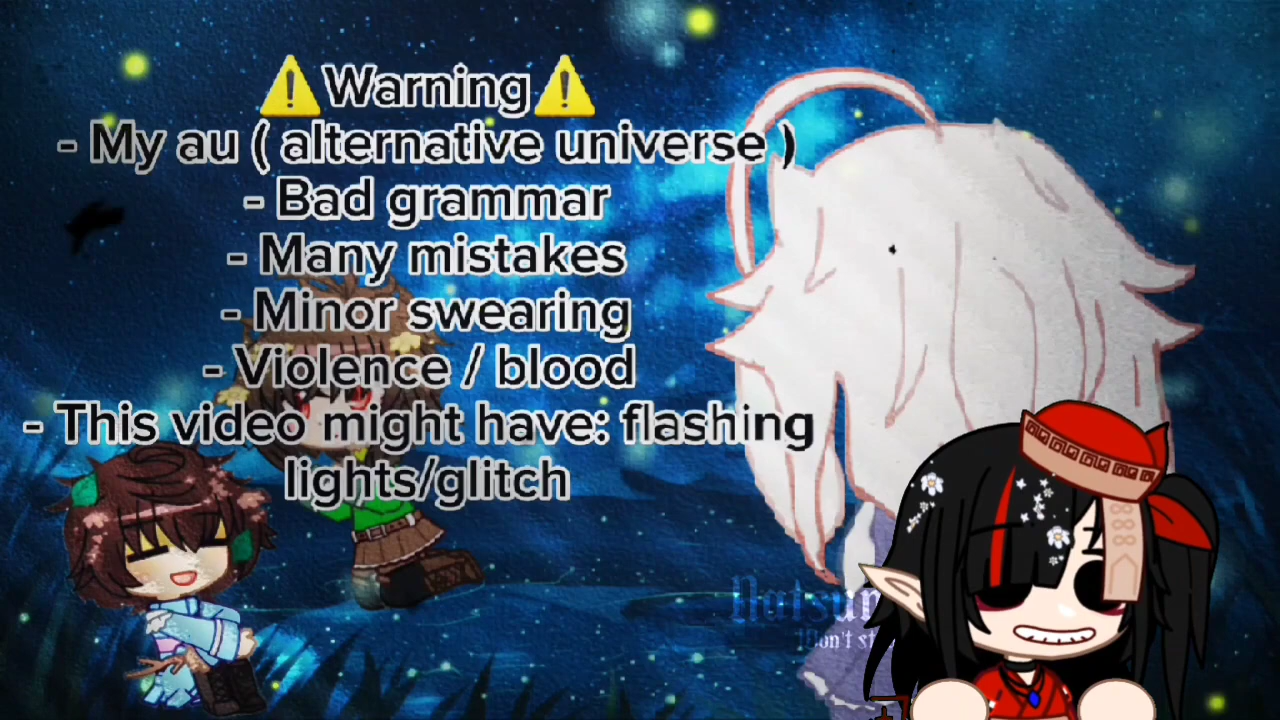 ⚠️Warning⚠️
- My au ( alternative universe )
- Bad grammar
- Many mistakes
- Minor swearing
- Violence / blood
- This video might have: flashing
lights/glitch